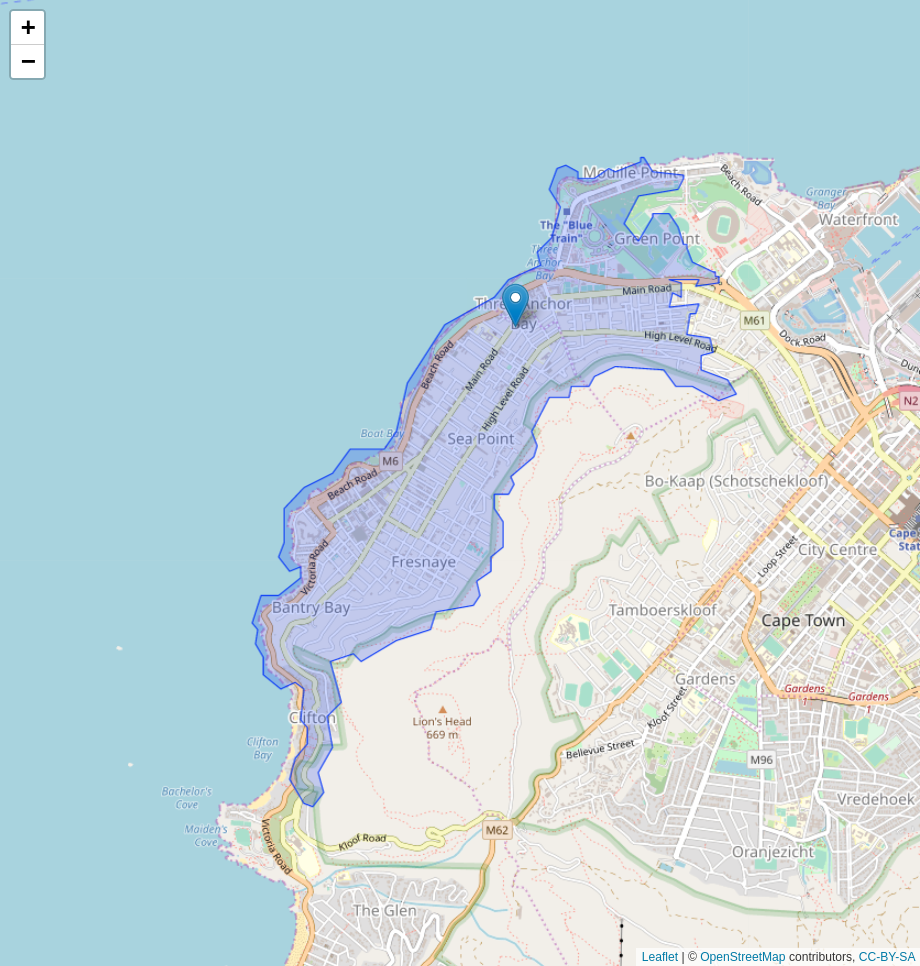 +
−
Mouille Point
Beach Road
Granger
Bay
Waterfront
The "Blue
Train"
Green Point
Three
Anchor
Bay
Main Road
Three Anchor
Bay
M61
High Level Road
Dock Road
Beach Road
Main Road
High Level Road
N2
Boat Bay
Sea Point
M6
Beach Road
Bo-Kaap (Schotschekloof)
Cape
Stat
City Centre
Loop Street
Victoria Road
Fresnaye
Bantry Bay
Tamboerskloof
Cape Town
Gardens
Gardens
1
Gardens
1
Kloof Street
Clifton
Lion's Head
669 m
Clifton
Bay
Bellevue Street
M96
Bachelor's
Cove
Vredehoek
Maiden's
Cove
Victoria Road
Kloof Road
M62
Oranjezicht
The Glen
Leaflet | © OpenStreetMap contributors, CC-BY-SA